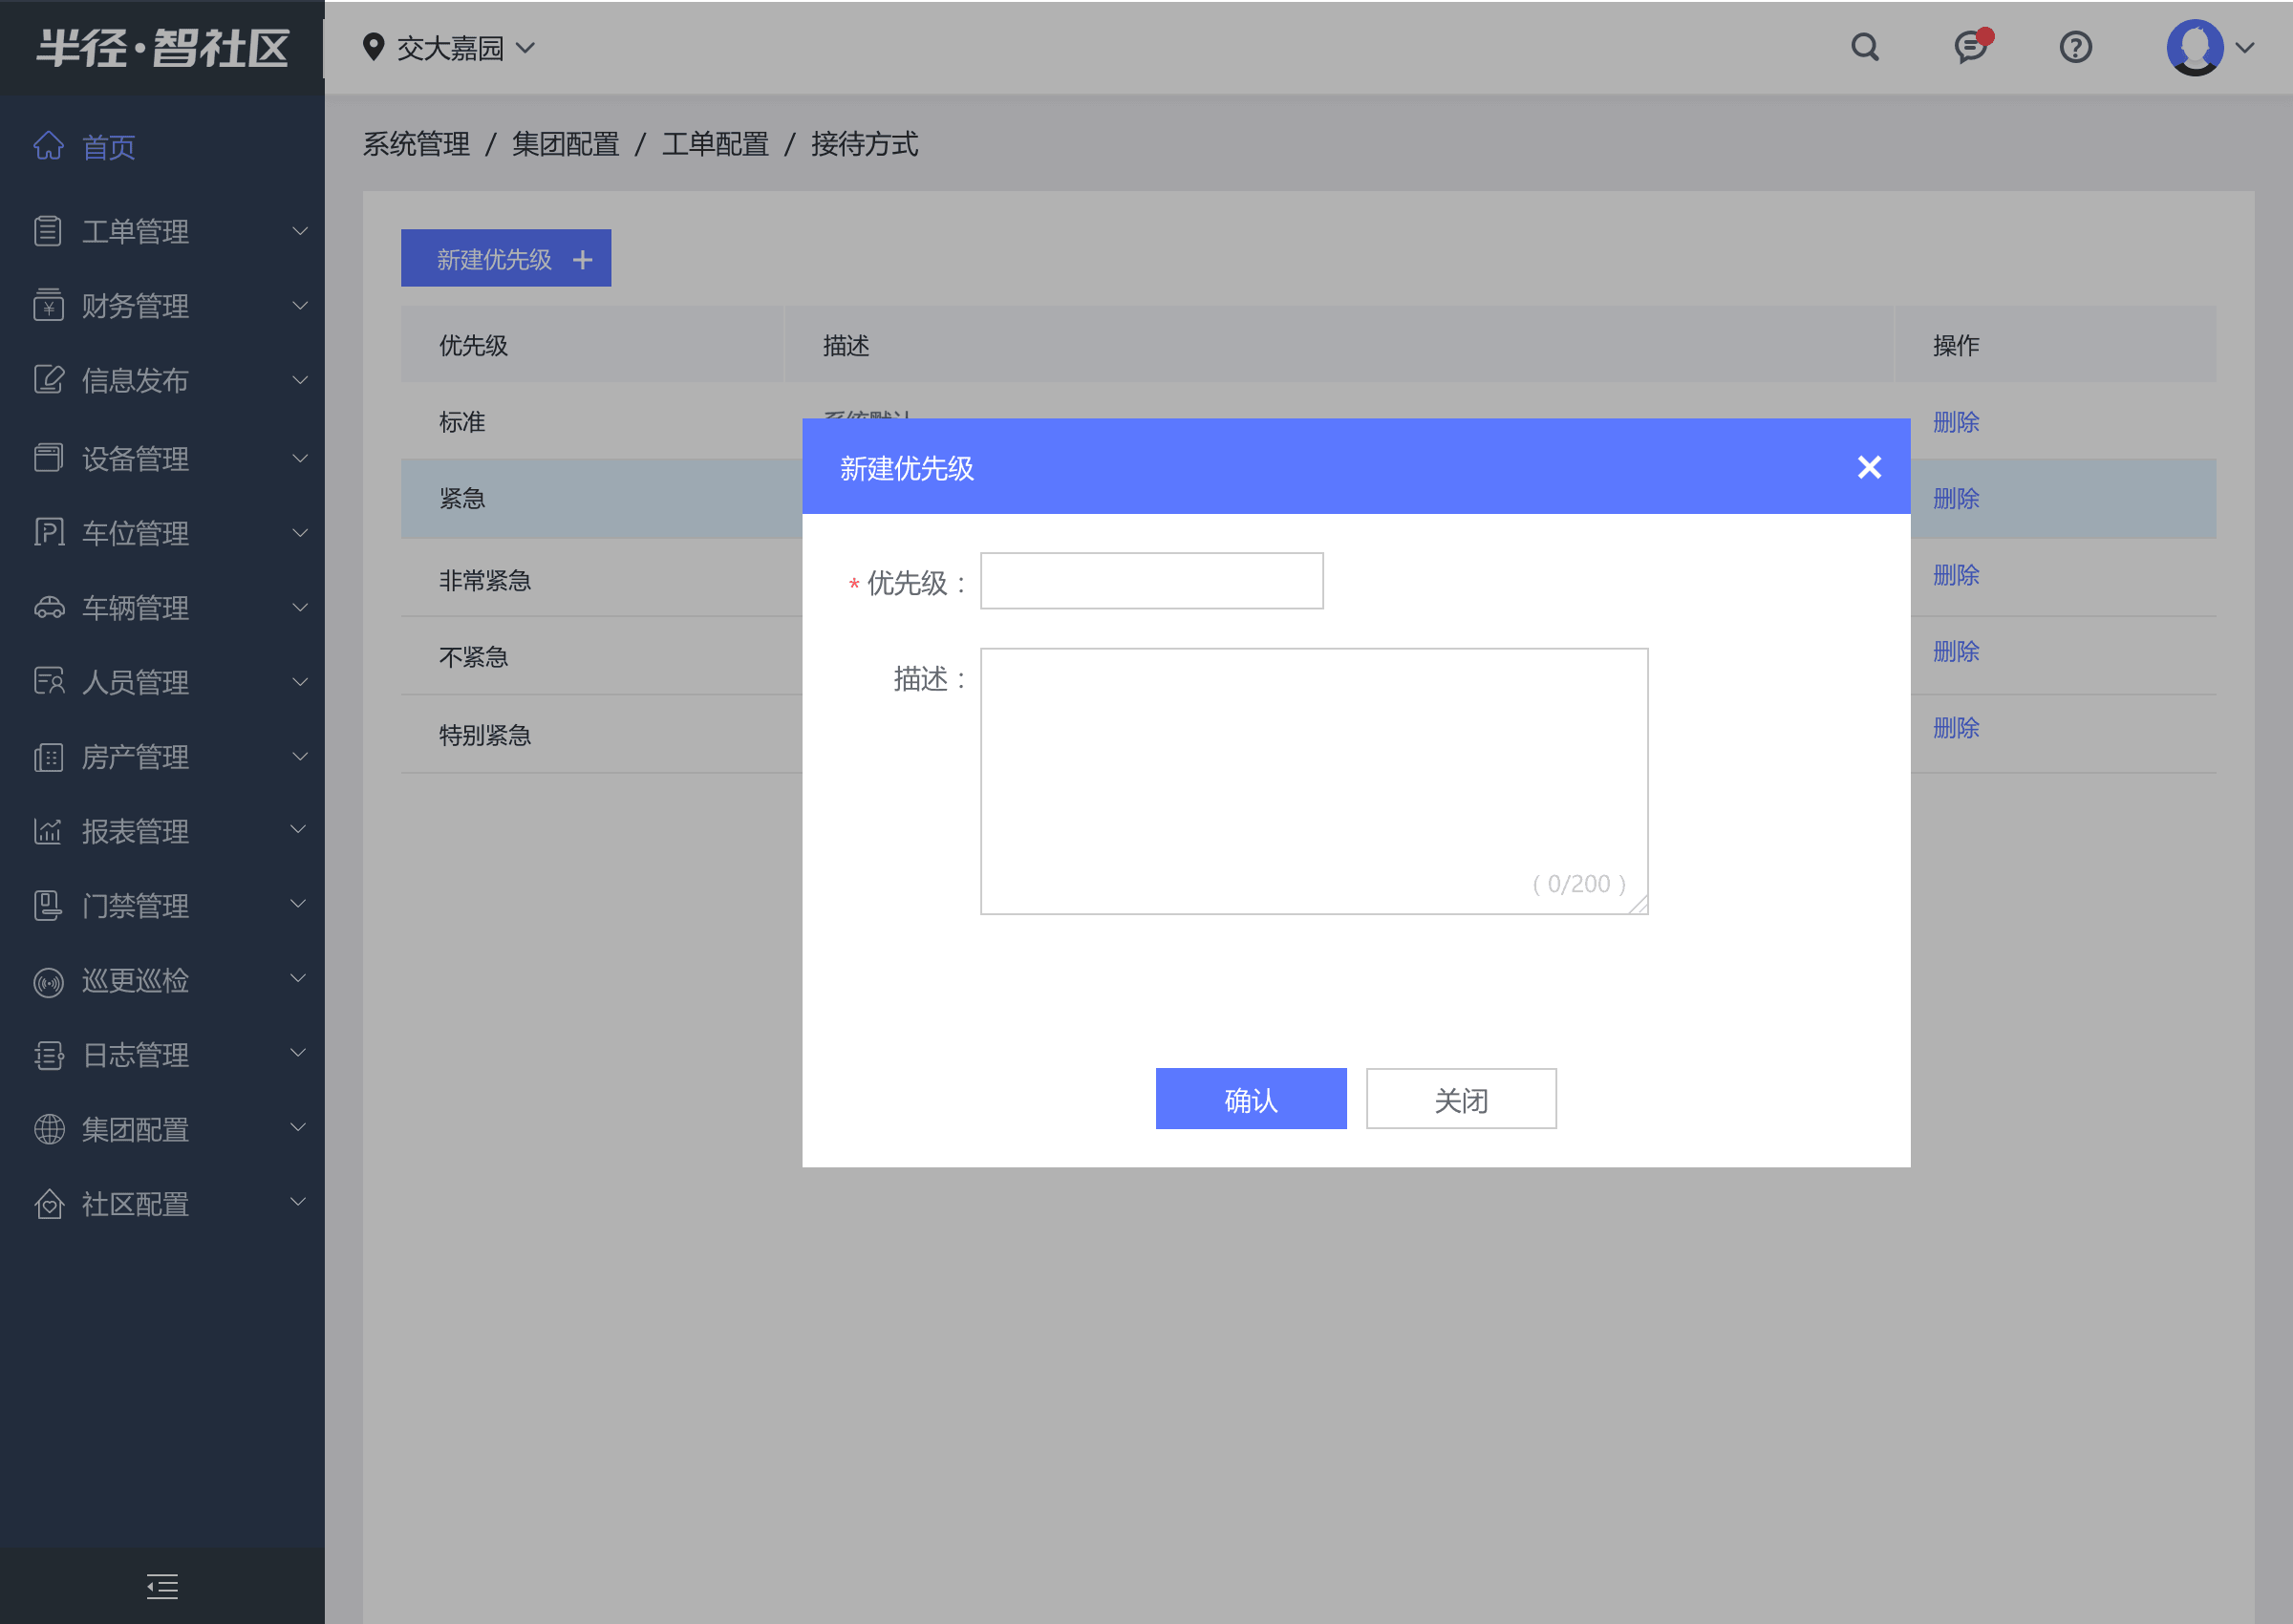 半径·智社区
交大嘉园
首页
工单管理
财务管理
信息发布
设备管理
车位管理
车辆管理
人员管理
房产管理
报表管理
门禁管理
巡更巡检
日志管理
集团配置
社区配置
系统管理 / 集团配置 / 工单配置 / 接待方式
新建优先级 +
优先级 描述 操作
标准 系统默认 删除
紧急 删除
非常紧急 删除
不紧急 删除
特别紧急 删除
新建优先级
* 优先级：
描述：
（0/200）
确认 关闭